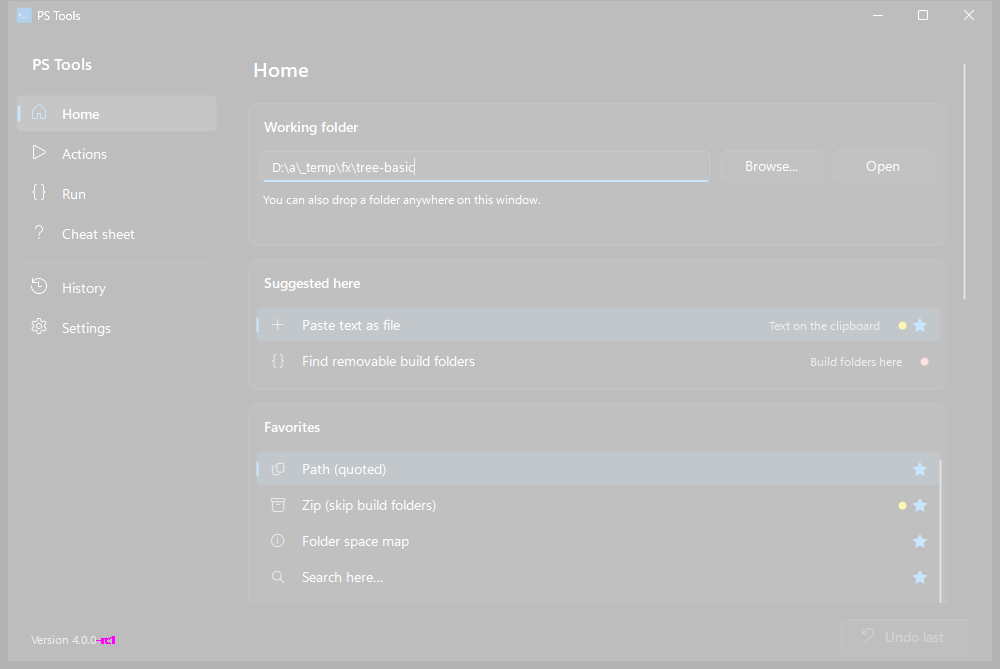 PS Tools
PS Tools
Home
Actions
Run
Cheat sheet
History
Settings
Version 4.0.0-rc1
Home
Working folder
D:\a\_temp\fx\tree-basic
Browse...
Open
You can also drop a folder anywhere on this window.
Suggested here
Paste text as file Text on the clipboard
Find removable build folders Build folders here
Favorites
Path (quoted)
Zip (skip build folders)
Folder space map
Search here...
Undo last